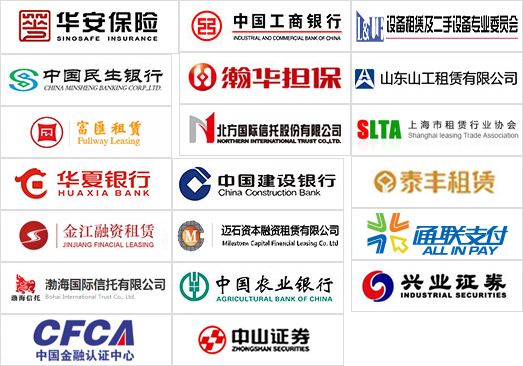 华安保险
SINOSAFE INSURANCE
中国工商银行
INDUSTRIAL AND COMMERCIAL BANK OF CHINA
设备租赁及二手设备专业委员会
中国民生银行
CHINA MINSHENG BANKING CORP.,LTD.
瀚华担保
山东山工租赁有限公司
富匯租赁
Fullway Leasing
北方国际信托股份有限公司
NORTHERN INTERNATIONAL TRUST CO.,LTD.
SLTA
上海市租赁行业协会
Shanghai leasing Trade Association
华夏银行
HUAXIA BANK
中国建设银行
China Construction Bank
泰丰租赁
金江融资租赁
JINJIANG FINACIAL LEASING
迈石资本融资租赁有限公司
Milestone Capital Financial Leasing Co. Ltd
通联支付
ALL IN PAY
渤海信托
渤海国际信托有限公司
Bohai International Trust Co., Ltd.
中国农业银行
AGRICULTURAL BANK OF CHINA
兴业证券
INDUSTRIAL SECURITIES
CFCA
中国金融认证中心
中山证券
ZHONGSHAN SECURITIES